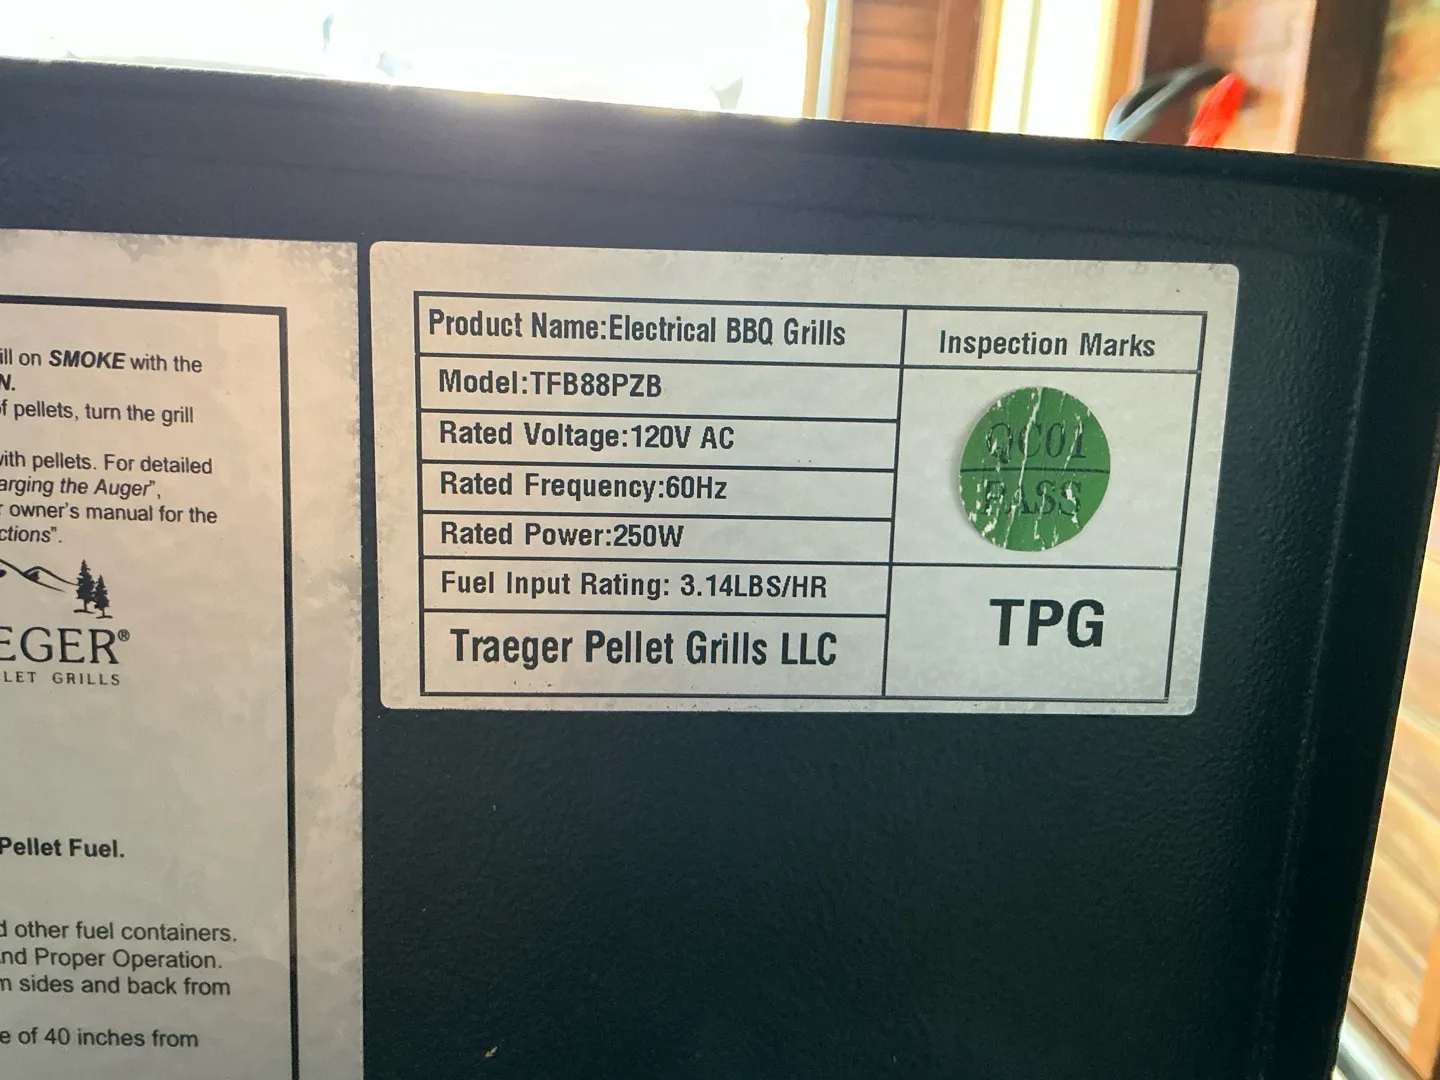 ill on SMOKE with the
N.
f pellets, turn the grill
with pellets. For detailed
arging the Auger",
r owner's manual for the
ctions".
EGER®
LET GRILLS
Pellet Fuel.
d other fuel containers.
nd Proper Operation.
m sides and back from
e of 40 inches from
Product Name:Electrical BBQ Grills
Model:TFB88PZB
Rated Voltage:120V AC
Rated Frequency:60Hz
Rated Power:250W
Fuel Input Rating: 3.14LBS/HR
Traeger Pellet Grills LLC
Inspection Marks
QC01
PASS
TPG